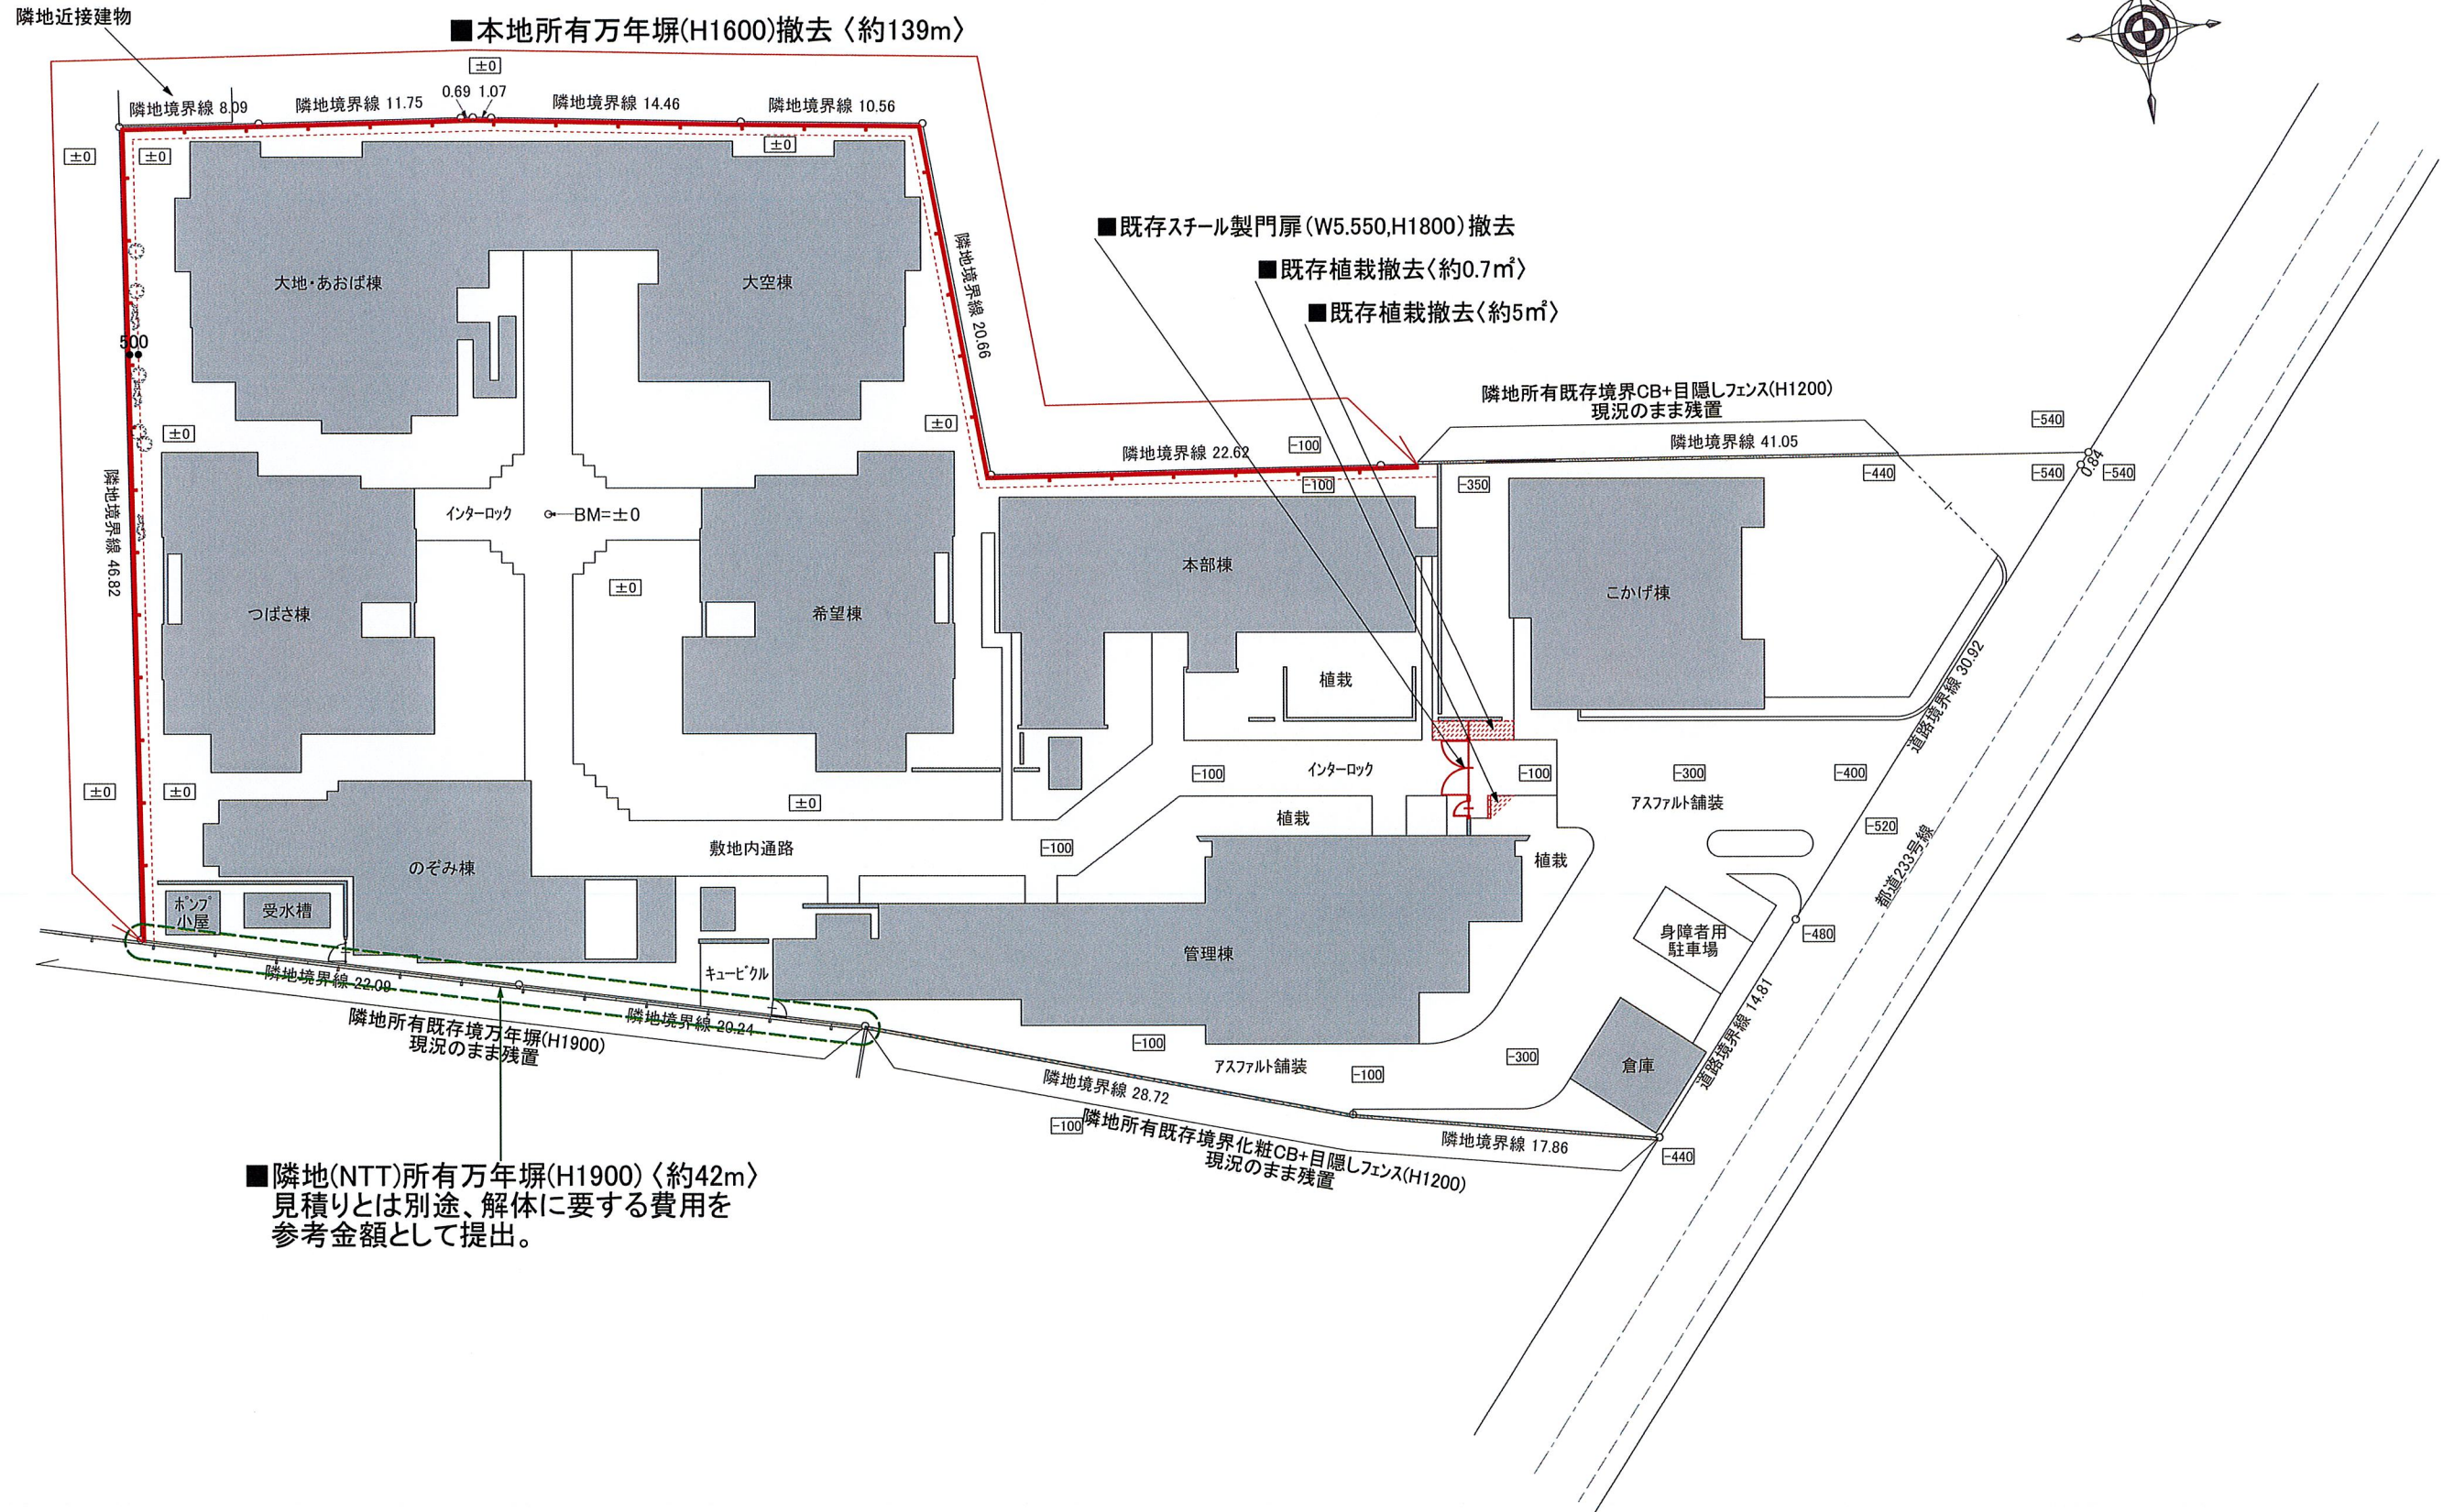 隣地近接建物
■本地所有万年塀(H1600)撤去〈約139m〉
±0
隣地境界線 8.09
隣地境界線 11.75
0.69 1.07
隣地境界線 14.46
隣地境界線 10.56
±0
±0
±0
■既存スチール製門扉(W5.550,H1800)撤去
■既存植栽撤去〈約0.7㎡〉
■既存植栽撤去〈約5㎡〉
大地・あおば棟
大空棟
隣地境界線 20.66
500
隣地所有既存境界CB+目隠しフェンス(H1200)
現況のまま残置
±0
±0
-540
隣地境界線 22.62
-100
隣地境界線 41.05
-100
-350
-440
-540
0.84
-540
隣地境界線 46.82
インターロック
BM=±0
±0
つばさ棟
希望棟
本部棟
こかげ棟
植栽
道路境界線 30.92
±0
±0
±0
-100
インターロック
-100
-300
-400
アスファルト舗装
植栽
-520
敷地内通路
-100
植栽
都道233号線
のぞみ棟
ポンプ
小屋
受水槽
身障者用
駐車場
-480
キュービクル
管理棟
隣地境界線 22.09
隣地境界線 20.24
隣地所有既存境万年塀(H1900)
現況のまま残置
-100
アスファルト舗装
-100
-300
倉庫
道路境界線 14.81
隣地境界線 28.72
-100
隣地所有既存境界化粧CB+目隠しフェンス(H1200)
現況のまま残置
隣地境界線 17.86
-440
■隣地(NTT)所有万年塀(H1900)〈約42m〉
見積りとは別途、解体に要する費用を
参考金額として提出。